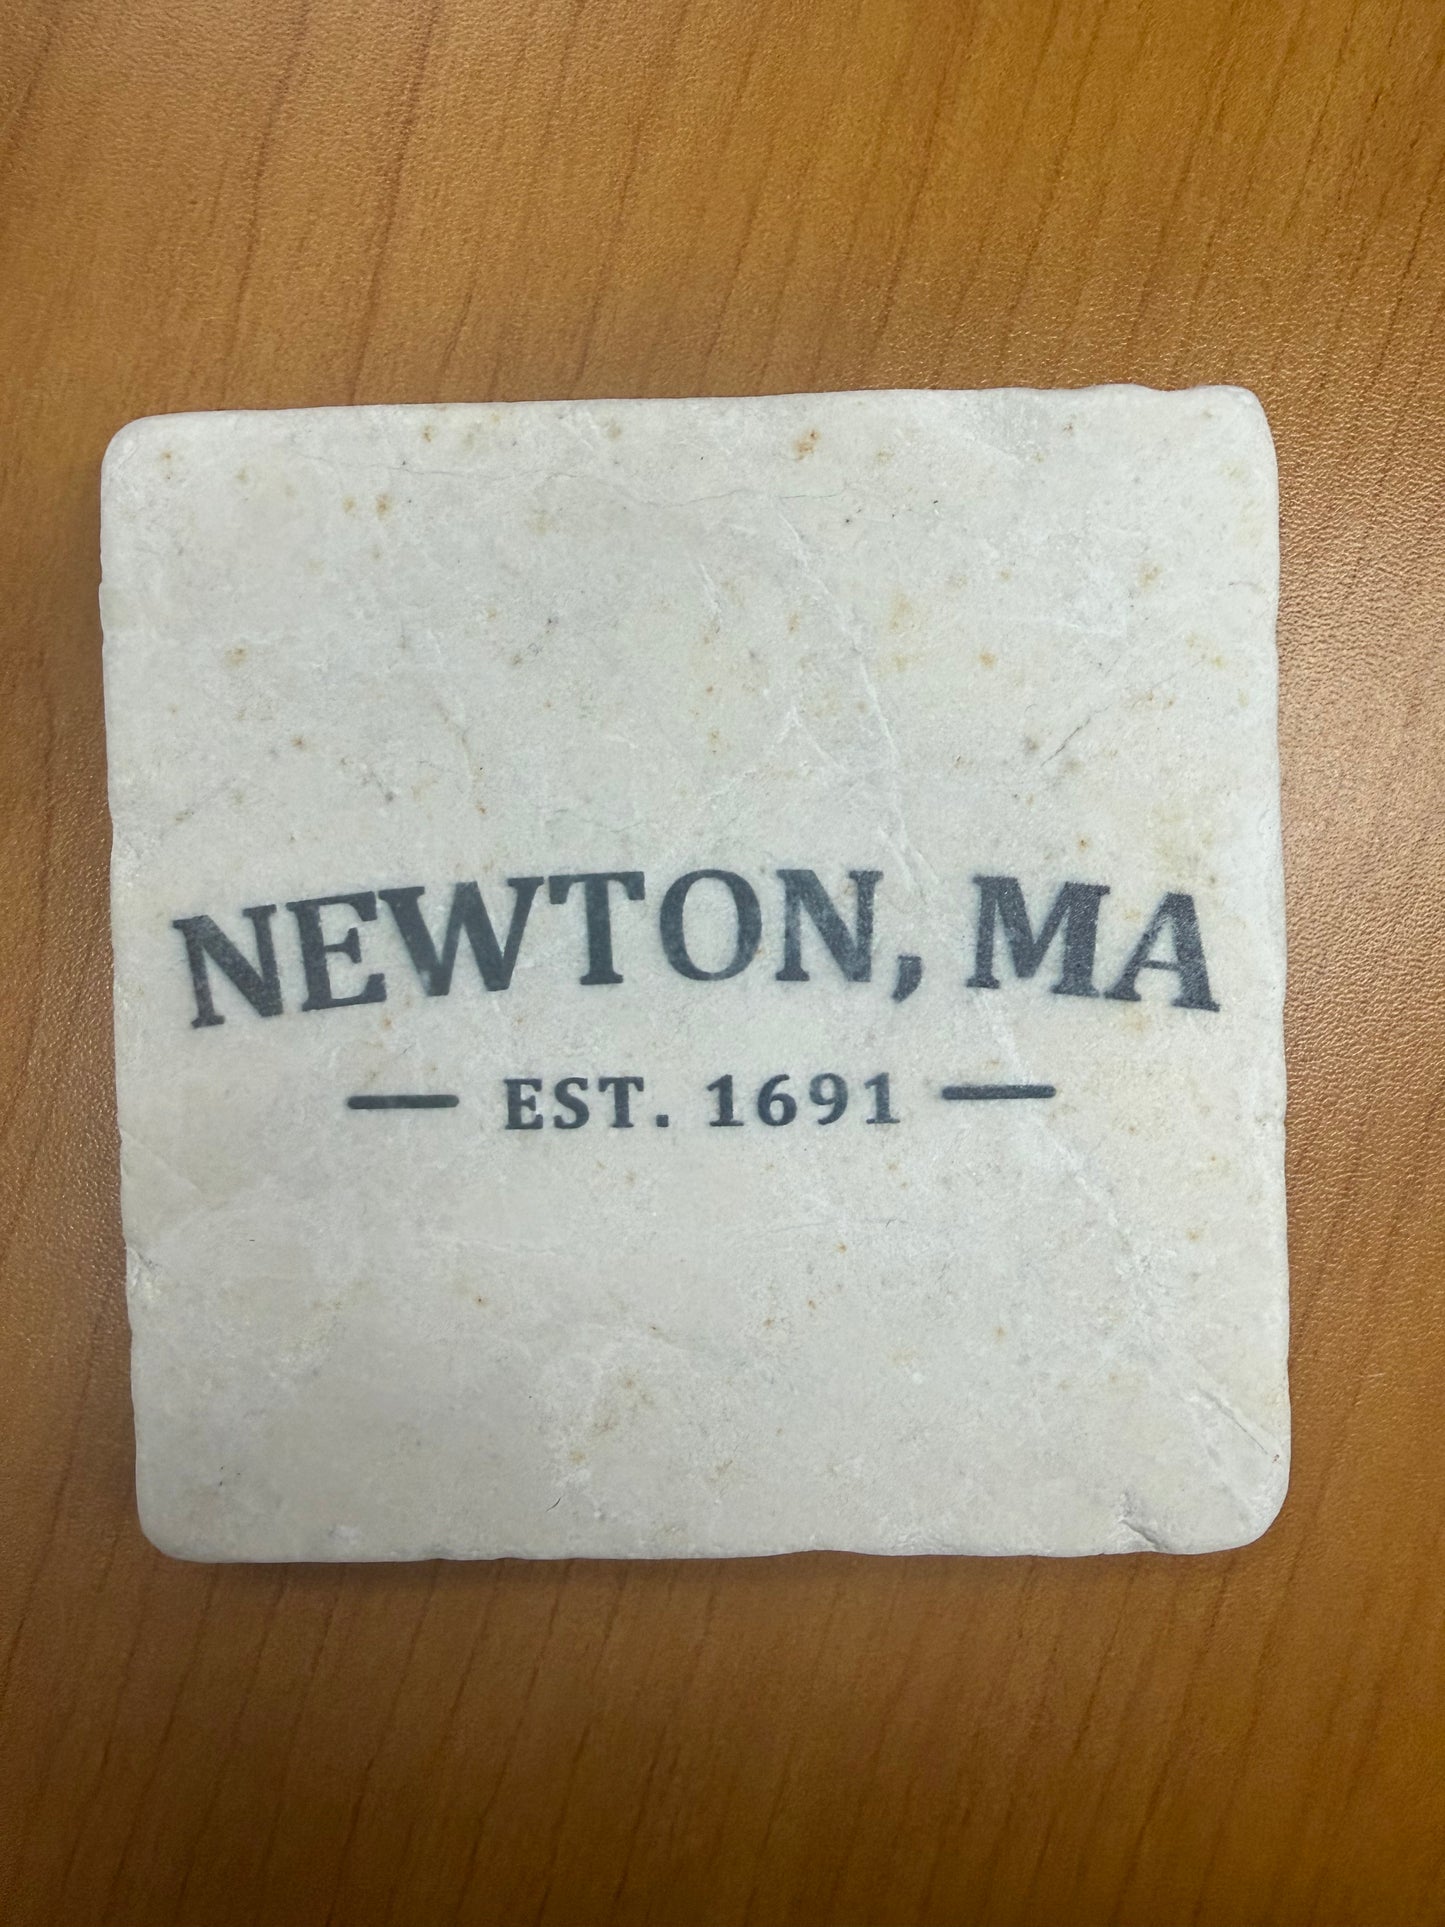 NEWTON, MA
— EST. 1691 —